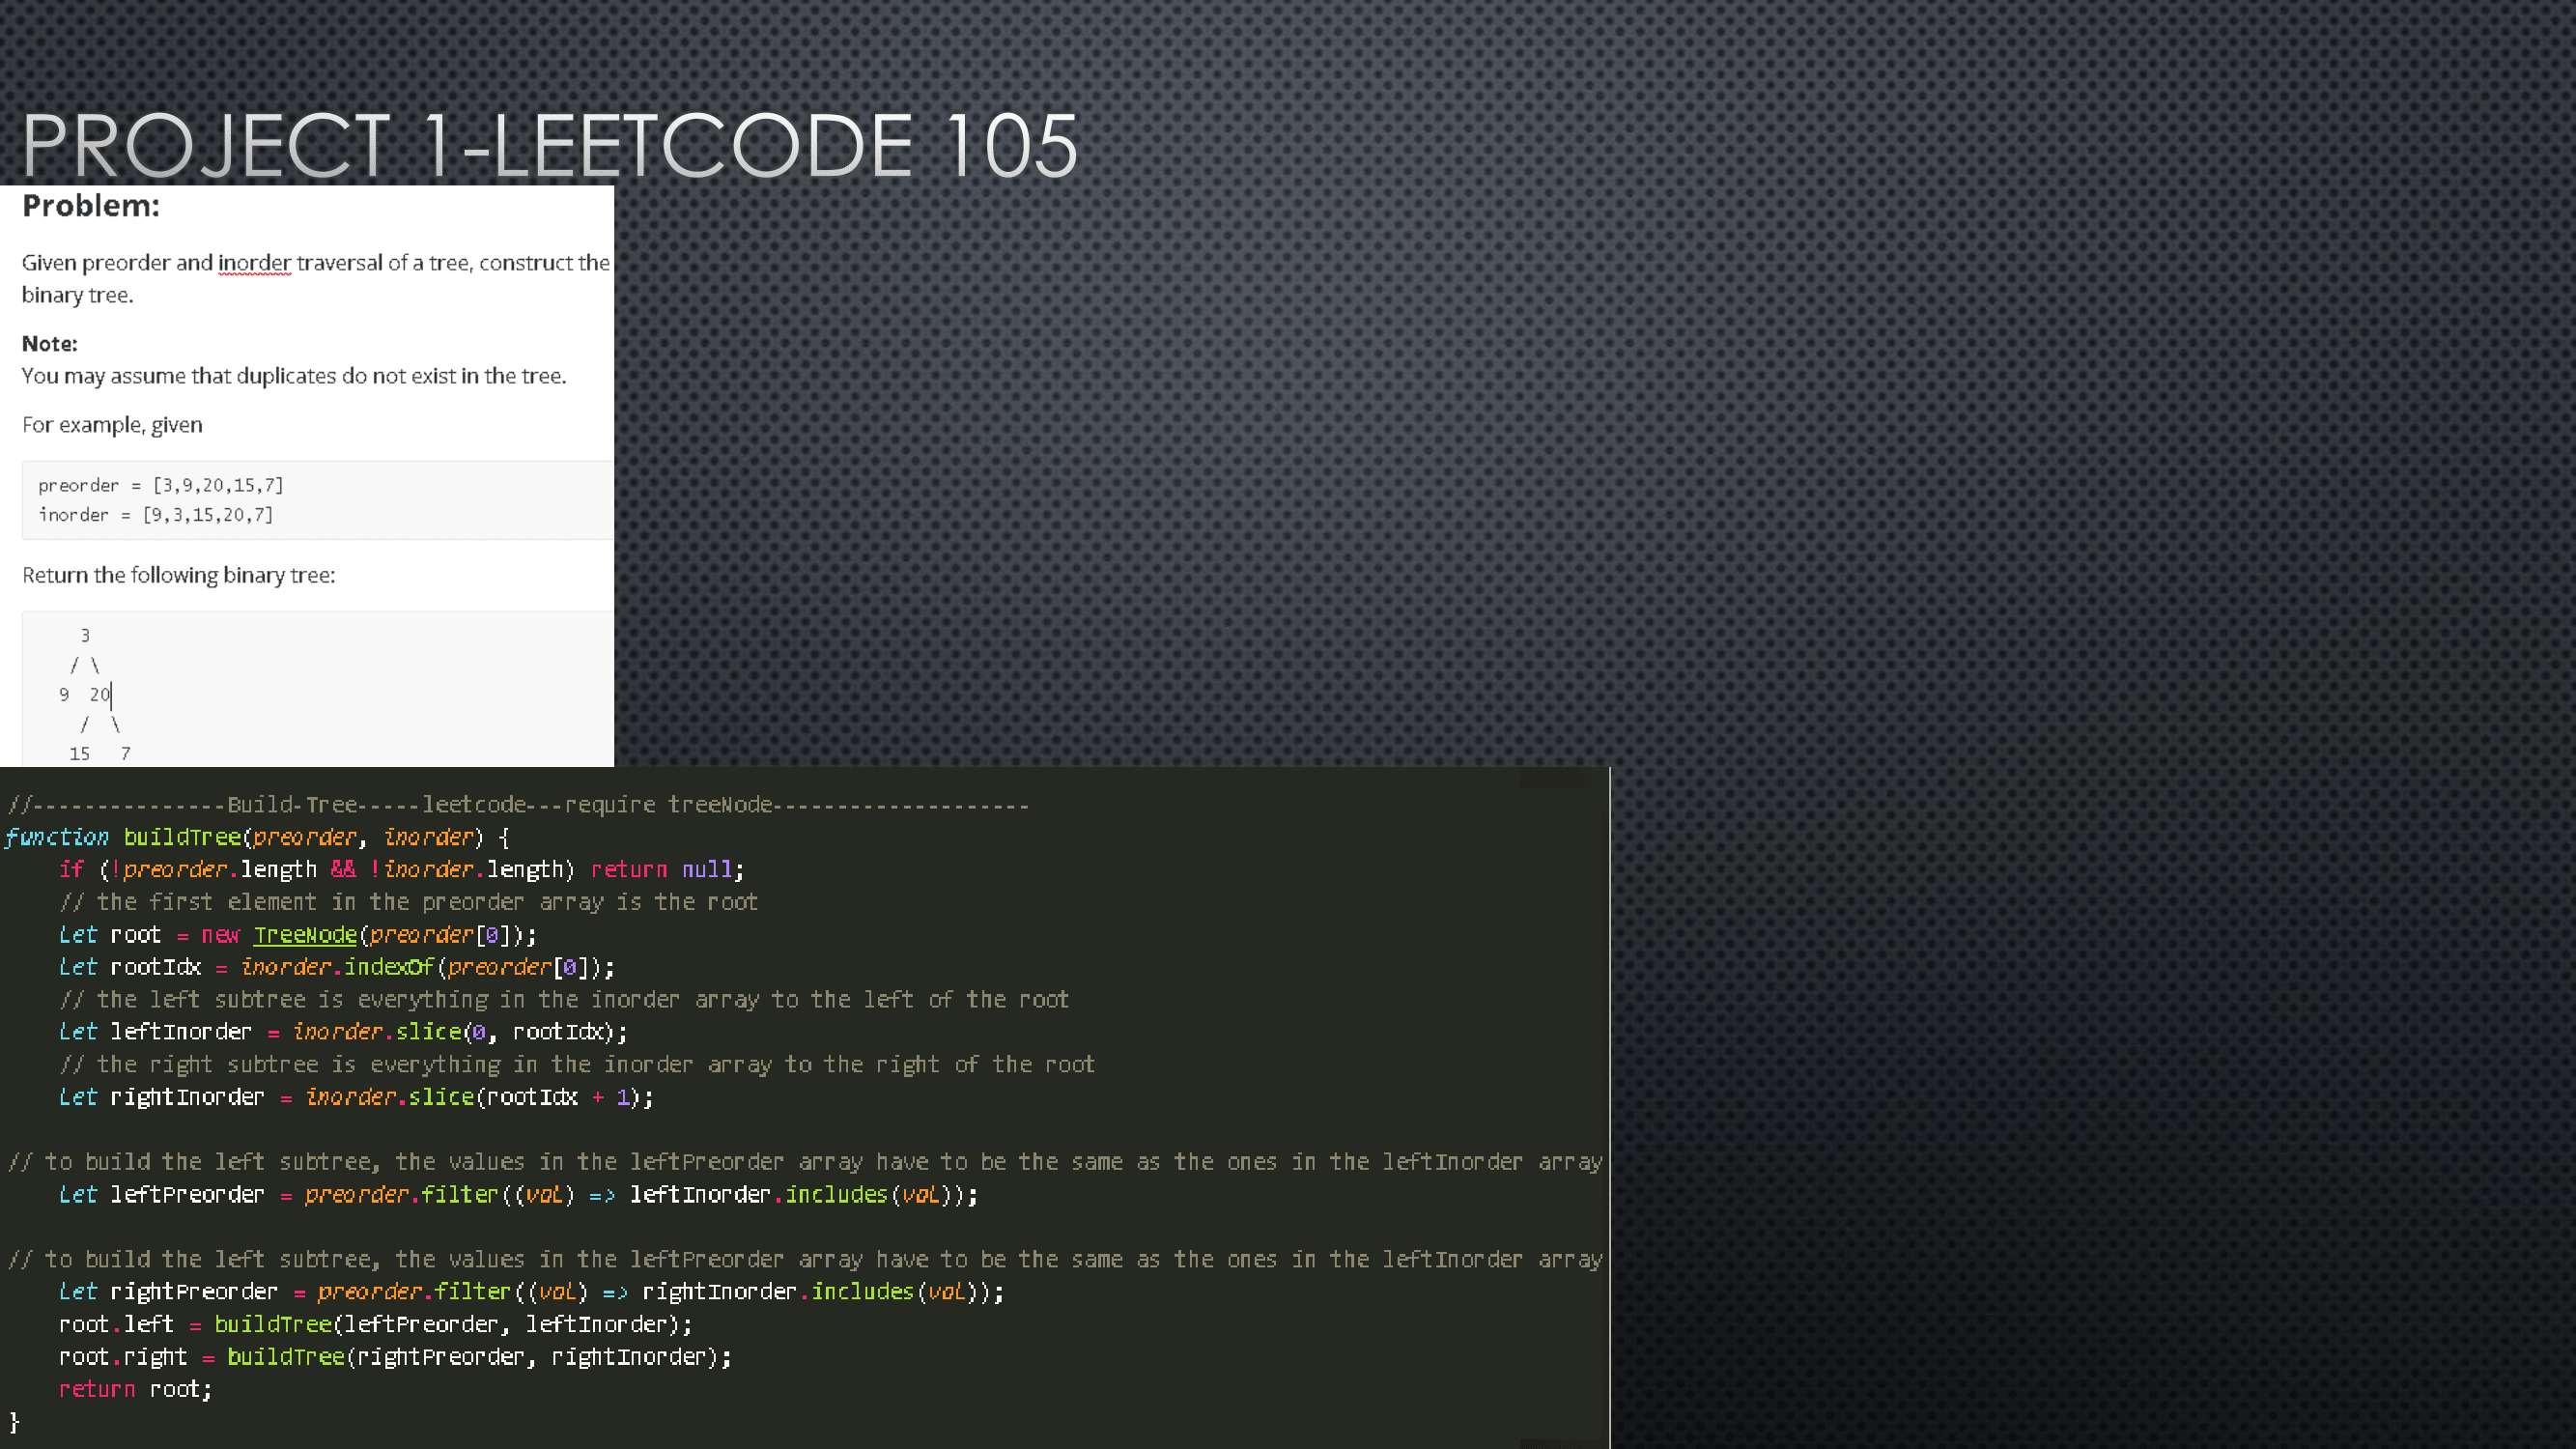 PROJECT 1-LEETCODE 105
Problem:
Given preorder and inorder traversal of a tree, construct the
binary tree.
Note:
You may assume that duplicates do not exist in the tree.
For example, given
preorder = [3,9,20,15,7]
inorder = [9,3,15,20,7]
Return the following binary tree:
3
/ \
9 20
/ \
15 7
//---------------Build-Tree-----leetcode---require treeNode--------------------
function buildTree(preorder, inorder) {
if (!preorder.length && !inorder.length) return null;
// the first element in the preorder array is the root
let root = new TreeNode(preorder[0]);
let rootIdx = inorder.indexOf(preorder[0]);
// the left subtree is everything in the inorder array to the left of the root
let leftInorder = inorder.slice(0, rootIdx);
// the right subtree is everything in the inorder array to the right of the root
let rightInorder = inorder.slice(rootIdx + 1);
// to build the left subtree, the values in the leftPreorder array have to be the same as the ones in the leftInorder array
let leftPreorder = preorder.filter((val) => leftInorder.includes(val));
// to build the left subtree, the values in the leftPreorder array have to be the same as the ones in the leftInorder array
let rightPreorder = preorder.filter((val) => rightInorder.includes(val));
root.left = buildTree(leftPreorder, leftInorder);
root.right = buildTree(rightPreorder, rightInorder);
return root;
}